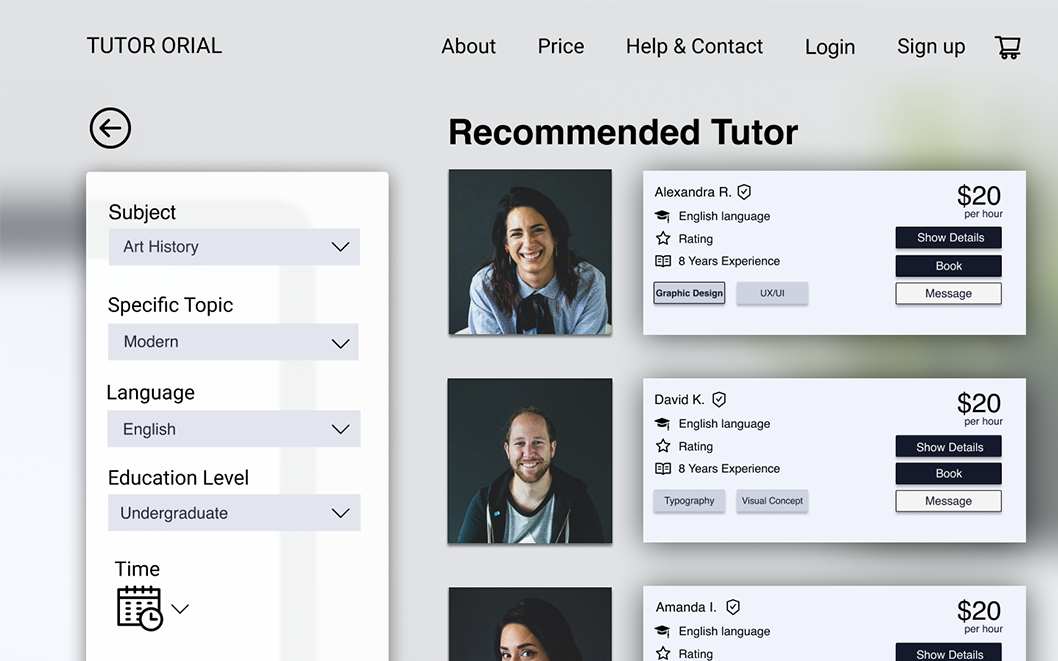 TUTOR ORIAL
About
Price
Help & Contact
Login
Sign up
Recommended Tutor
Subject
Art History
Specific Topic
Modern
Language
English
Education Level
Undergraduate
Time
Alexandra R.
English language
Rating
8 Years Experience
Graphic Design
UX/UI
$20
per hour
Show Details
Book
Message
David K.
English language
Rating
8 Years Experience
Typography
Visual Concept
$20
per hour
Show Details
Book
Message
Amanda I.
English language
Rating
$20
per hour
Show Details